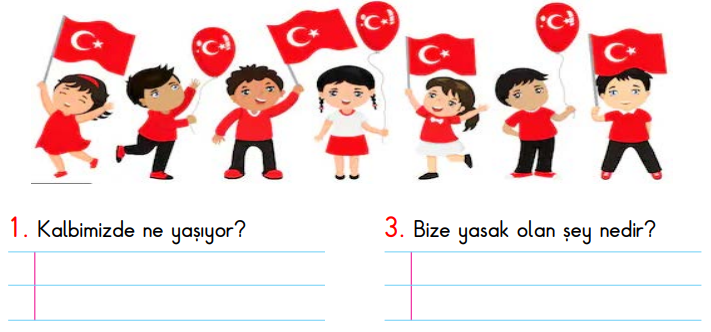 1. Kalbimizde ne yaşıyor?
3. Bize yasak olan şey nedir?